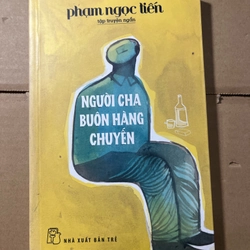 phạm ngọc tiến
tập truyện ngắn
NGƯỜI CHA
BUÔN HÀNG
CHUYẾN
NHÀ XUẤT BẢN TRẺ